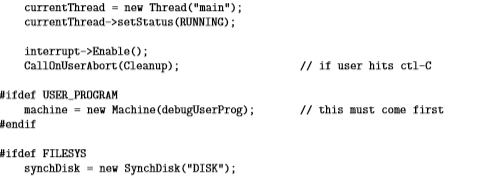 currentThread = new Thread("main");
currentThread->setStatus(RUNNING);
interrupt->Enable();
CallOnUserAbort(Cleanup); // if user hits ctl-C
#ifdef USER_PROGRAM
machine = new Machine(debugUserProg); // this must come first
#endif
#ifdef FILESYS
synchDisk = new SynchDisk("DISK");